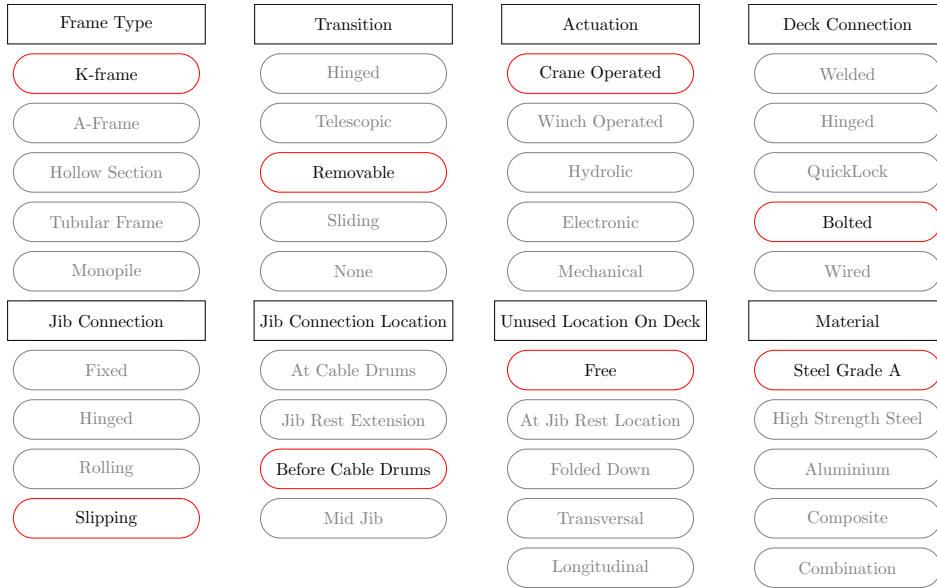 Frame Type
K-frame
A-Frame
Hollow Section
Tubular Frame
Monopile
Transition
Hinged
Telescopic
Removable
Sliding
None
Actuation
Crane Operated
Winch Operated
Hydrolic
Electronic
Mechanical
Deck Connection
Welded
Hinged
QuickLock
Bolted
Wired
Jib Connection
Fixed
Hinged
Rolling
Slipping
Jib Connection Location
At Cable Drums
Jib Rest Extension
Before Cable Drums
Mid Jib
Unused Location On Deck
Free
At Jib Rest Location
Folded Down
Transversal
Longitudinal
Material
Steel Grade A
High Strength Steel
Aluminium
Composite
Combination